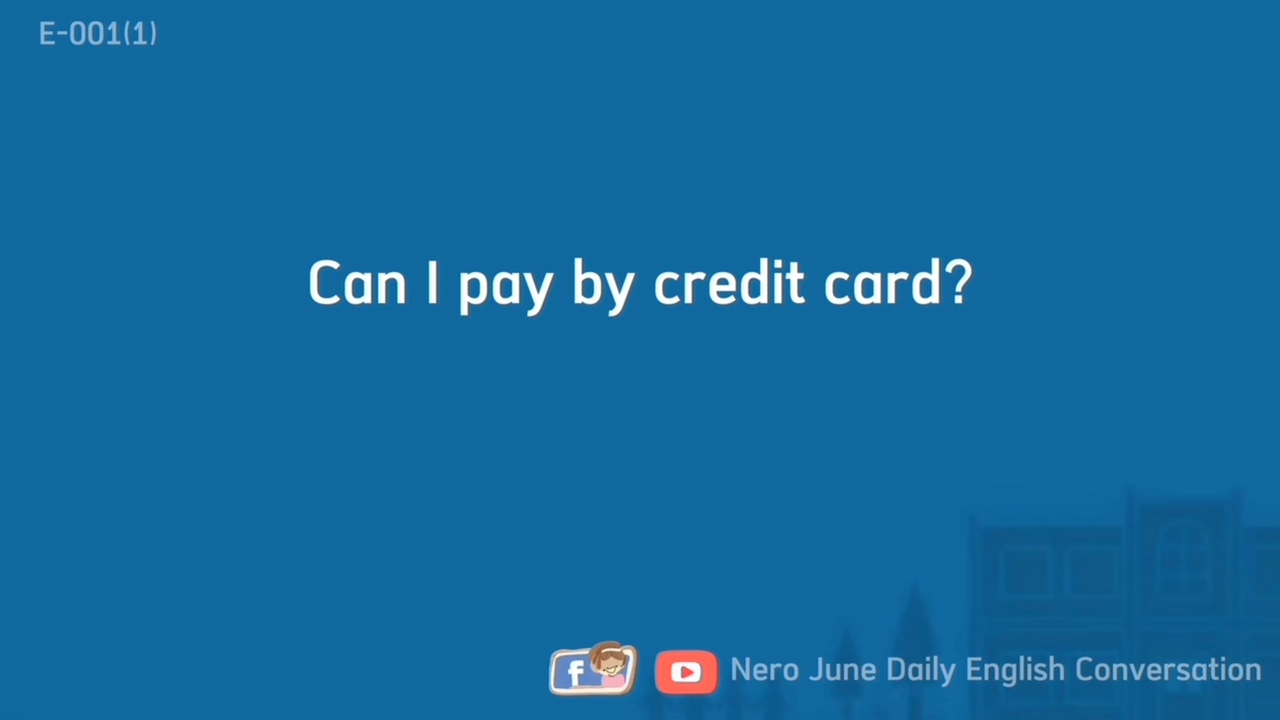 E-001(1)
Can I pay by credit card?
f
Nero June Daily English Conversation